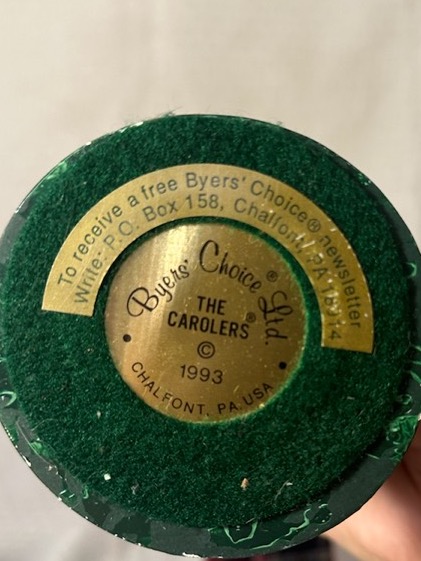 To receive a free Byers' Choice® newsletter
Write: P.O. Box 158, Chalfont, PA 18914
Byers' Choice® Ltd
THE
CAROLERS®
©
1993
CHALFONT, PA USA